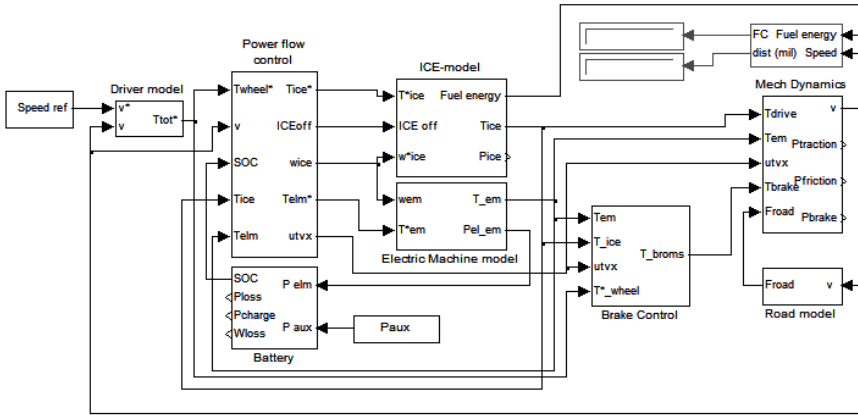 Speed ref
Driver model
v*
v
Ttot*
Power flow
control
Twheel*
v
SOC
Tice
Telm
Tice*
ICEoff
wice
Telm*
utvx
ICE-model
T*ice
ICE off
w*ice
Fuel energy
Tice
Pice
wem
T*em
T_em
Pel_em
Electric Machine model
SOC
Ploss
Pcharge
Wloss
P elm
P aux
Battery
Paux
Tem
T_ice
utvx
T*_wheel
T_broms
Brake Control
FC
dist (mil)
Fuel energy
Speed
Mech Dynamics
Tdrive
Tem
utvx
Tbrake
Froad
v
Ptraction
Pfriction
Pbrake
Froad
v
Road model